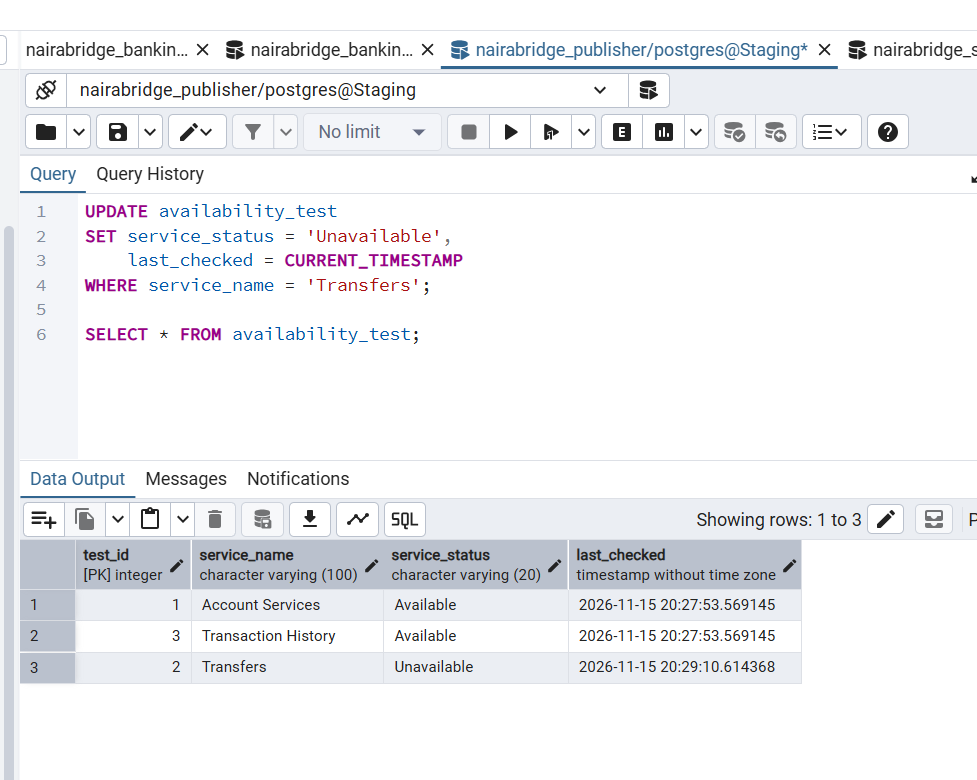 nairabridge_bankin... nairabridge_bankin... nairabridge_publisher/postgres@Staging* nairabridge_s
nairabridge_publisher/postgres@Staging
No limit
E
Query Query History
1 UPDATE availability_test
2 SET service_status = 'Unavailable',
3 last_checked = CURRENT_TIMESTAMP
4 WHERE service_name = 'Transfers';
5
6 SELECT * FROM availability_test;
Data Output Messages Notifications
SQL Showing rows: 1 to 3 P
test_id service_name service_status last_checked
[PK] integer character varying (100) character varying (20) timestamp without time zone
1 1 Account Services Available 2026-11-15 20:27:53.569145
2 3 Transaction History Available 2026-11-15 20:27:53.569145
3 2 Transfers Unavailable 2026-11-15 20:29:10.614368